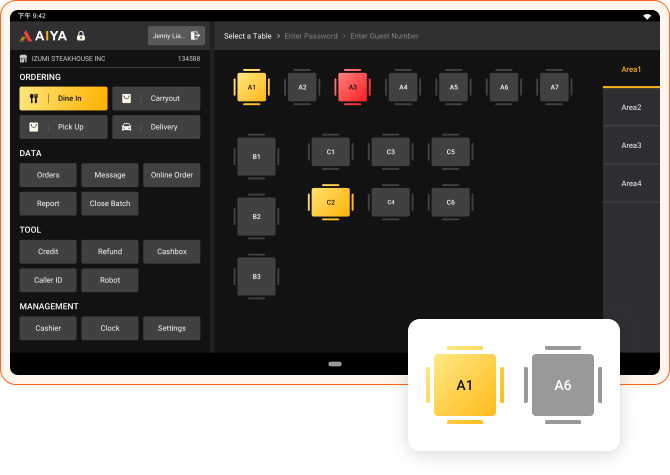 下午 9:42
AIYA
Jenny Lia...
Select a Table > Enter Password > Enter Guest Number
IZUMI STEAKHOUSE INC 134588
ORDERING
Dine In
Carryout
Pick Up
Delivery
DATA
Orders
Message
Online Order
Report
Close Batch
TOOL
Credit
Refund
Cashbox
Caller ID
Robot
MANAGEMENT
Cashier
Clock
Settings
A1 A2 A3 A4 A5 A6 A7
B1 C1 C3 C5
B2 C2 C4 C6
B3
Area1
Area2
Area3
Area4
A1 A6